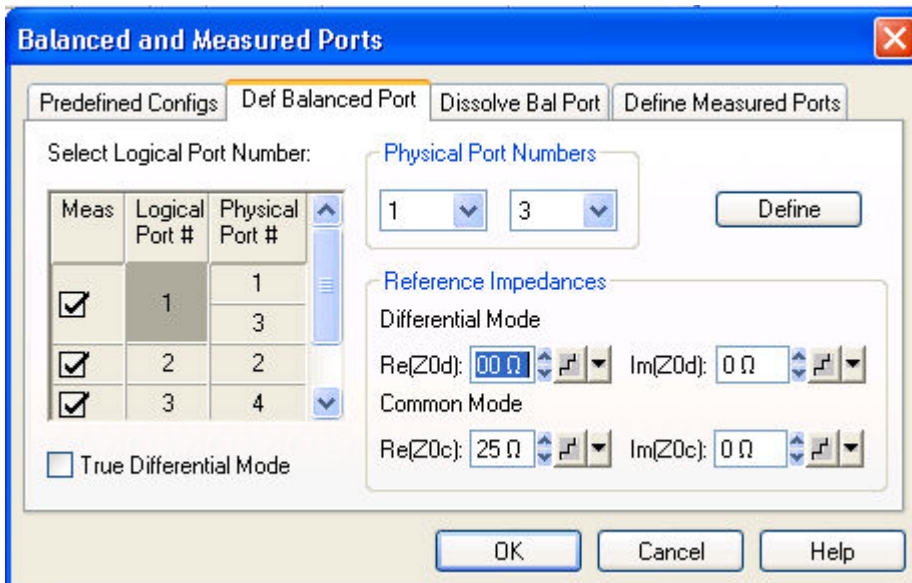 Balanced and Measured Ports
Predefined Configs
Def Balanced Port
Dissolve Bal Port
Define Measured Ports
Select Logical Port Number:
Meas Logical Port # Physical Port #
1 1
3
2 2
3 4
True Differential Mode
Physical Port Numbers
1 3
Define
Reference Impedances
Differential Mode
Re(Z0d): 00 Ω Im(Z0d): 0 Ω
Common Mode
Re(Z0c): 25 Ω Im(Z0c): 0 Ω
OK Cancel Help